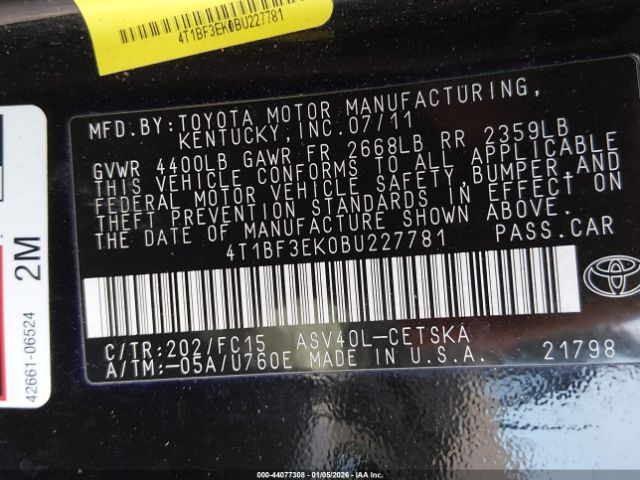 4T1BF3EK0BU227781
MFD.BY:TOYOTA MOTOR MANUFACTURING,
KENTUCKY,INC.07/11
GVWR 4400LB GAWR FR 2668LB RR 2359LB
THIS VEHICLE CONFORMS TO ALL APPLICABLE
FEDERAL MOTOR VEHICLE SAFETY,BUMPER,AND
THEFT PREVENTION STANDARDS IN EFFECT ON
THE DATE OF MANUFACTURE SHOWN ABOVE.
4T1BF3EK0BU227781 PASS.CAR
C/TR:202/FC15 ASV40L-CETSKA
A/TM:-05A/U760E MADE IN U.S.A. 21798
TOYOTA
2M
42661-06524
000-44077308 - 01/05/2026 - IAA Inc.